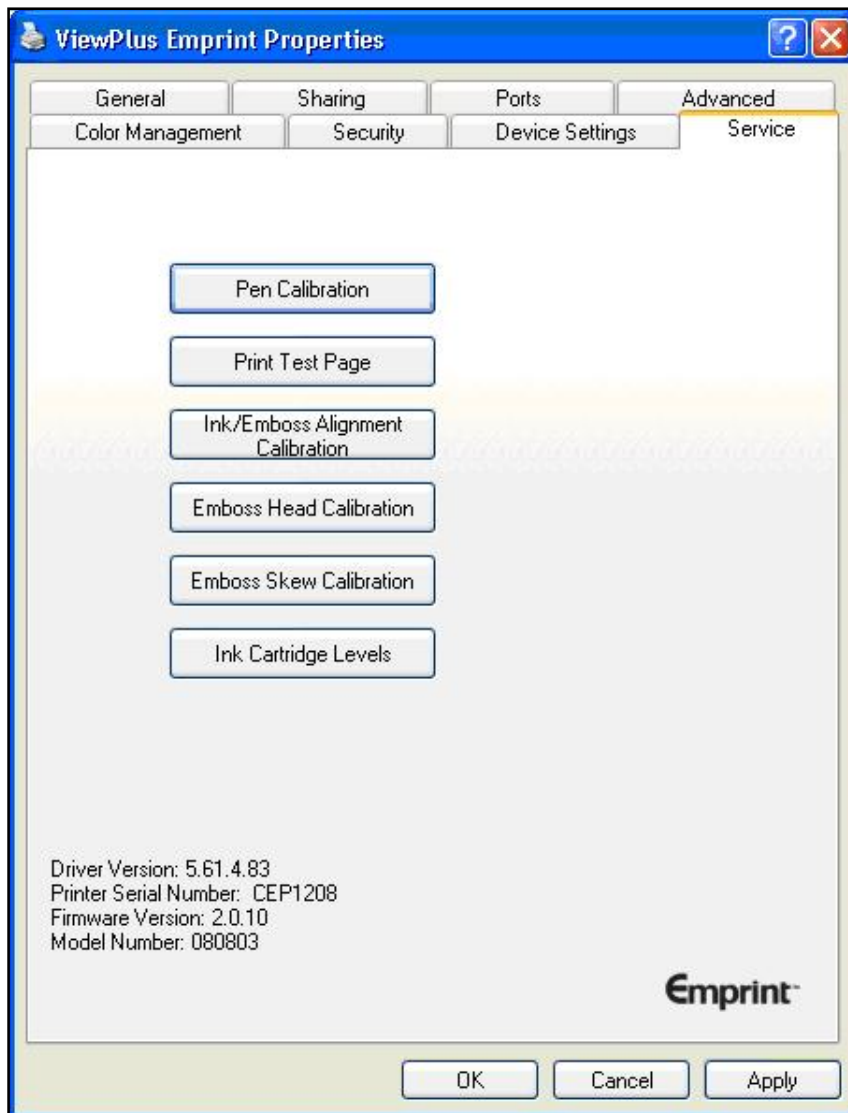 ViewPlus Emprint Properties
General Sharing Ports Advanced
Color Management Security Device Settings Service
Pen Calibration
Print Test Page
Ink/Emboss Alignment
Calibration
Emboss Head Calibration
Emboss Skew Calibration
Ink Cartridge Levels
Driver Version: 5.61.4.83
Printer Serial Number: CEP1208
Firmware Version: 2.0.10
Model Number: 080803
Emprint™
OK Cancel Apply